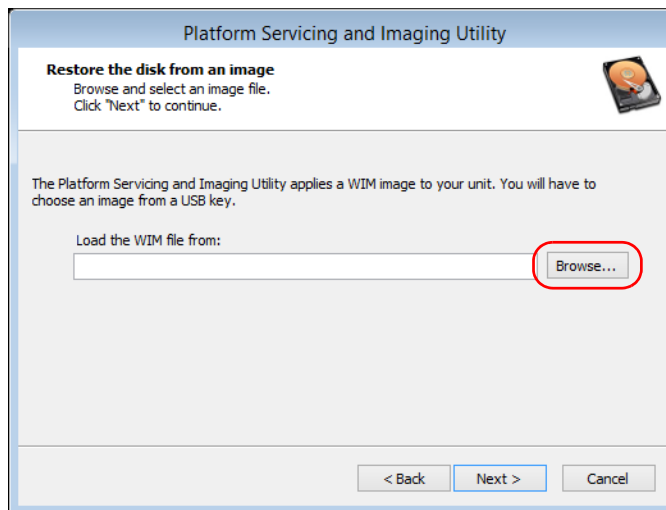 Platform Servicing and Imaging Utility
Restore the disk from an image
Browse and select an image file.
Click "Next" to continue.
The Platform Servicing and Imaging Utility applies a WIM image to your unit. You will have to
choose an image from a USB key.
Load the WIM file from:
Browse...
< Back Next > Cancel